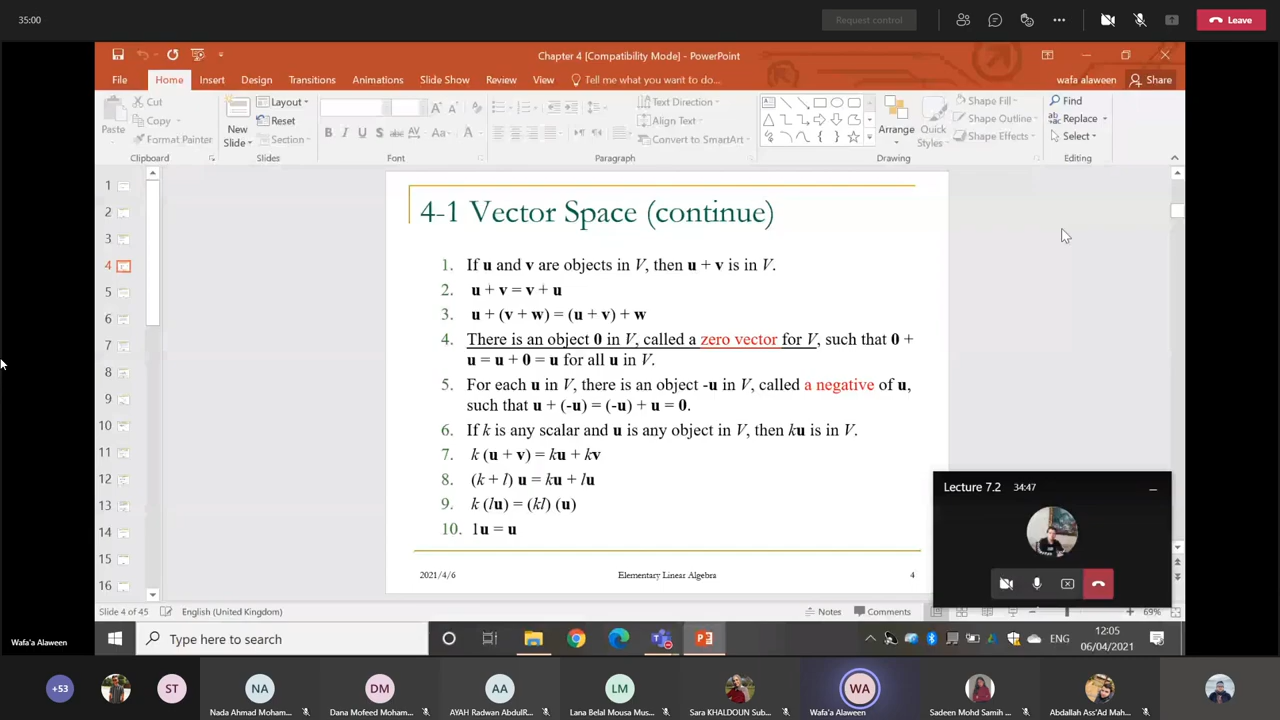 35:00
Request control
Leave
Chapter 4 [Compatibility Mode] - PowerPoint
File Home Insert Design Transitions Animations Slide Show Review View Tell me what you want to do... wafa alaween Share
Paste
Cut
Copy
Format Painter
Clipboard
New
Slide
Layout
Reset
Section
Slides
B I U S abc AV Aa A
Font
Text Direction
Align Text
Convert to SmartArt
Paragraph
Arrange
Quick
Styles
Shape Fill
Shape Outline
Shape Effects
Drawing
Find
Replace
Select
Editing
1
2
3
4
5
6
7
8
9
10
11
12
13
14
15
16
4-1 Vector Space (continue)
1. If u and v are objects in V, then u + v is in V.
2. u + v = v + u
3. u + (v + w) = (u + v) + w
4. There is an object 0 in V, called a zero vector for V, such that 0 +
u = u + 0 = u for all u in V.
5. For each u in V, there is an object -u in V, called a negative of u,
such that u + (-u) = (-u) + u = 0.
6. If k is any scalar and u is any object in V, then ku is in V.
7. k (u + v) = ku + kv
8. (k + l) u = ku + lu
9. k (lu) = (kl) (u)
10. 1u = u
2021/4/6 Elementary Linear Algebra 4
Lecture 7.2 34:47
Slide 4 of 45 English (United Kingdom) Notes Comments 69%
Wafa'a Alaween
Type here to search
ENG
12:05
06/04/2021
+53 ST NA DM AA LM WA
Nada Ahmad Moham... Dana Mofeed Moham... AYAH Radwan AbdulR... Lana Belal Mousa Mus... Sara KHALDOUN Sub... Wafa'a Alaween Sadeen Mohd Samih ... Abdallah Ass'Ad Mah...